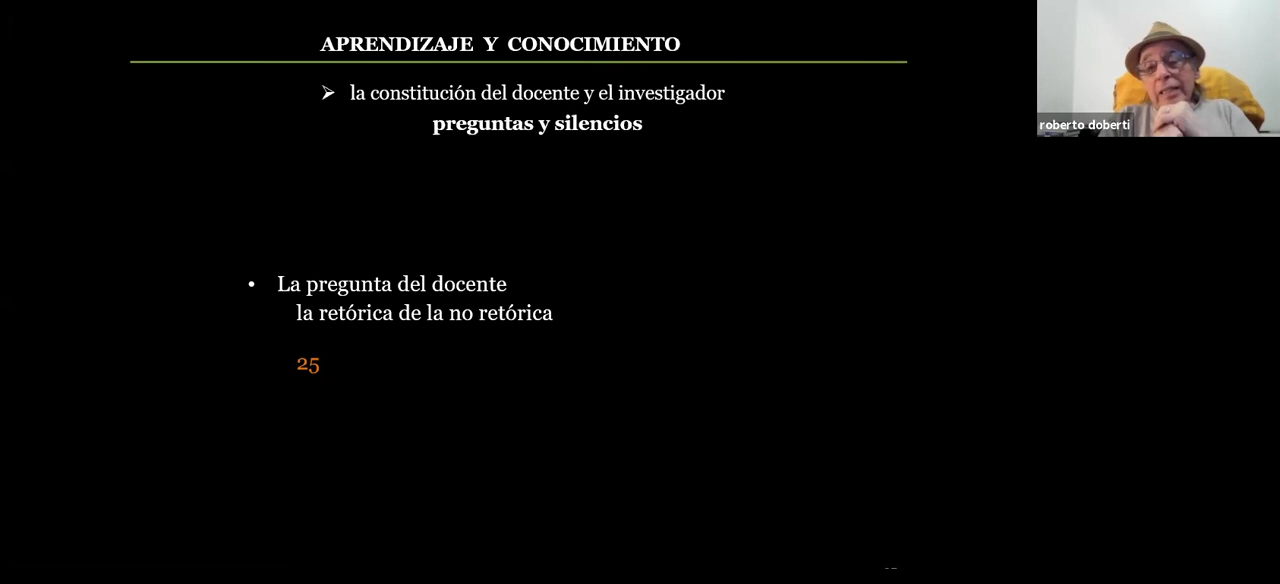 APRENDIZAJE Y CONOCIMIENTO
➢ la constitución del docente y el investigador
preguntas y silencios
roberto doberti
• La pregunta del docente
la retórica de la no retórica
25